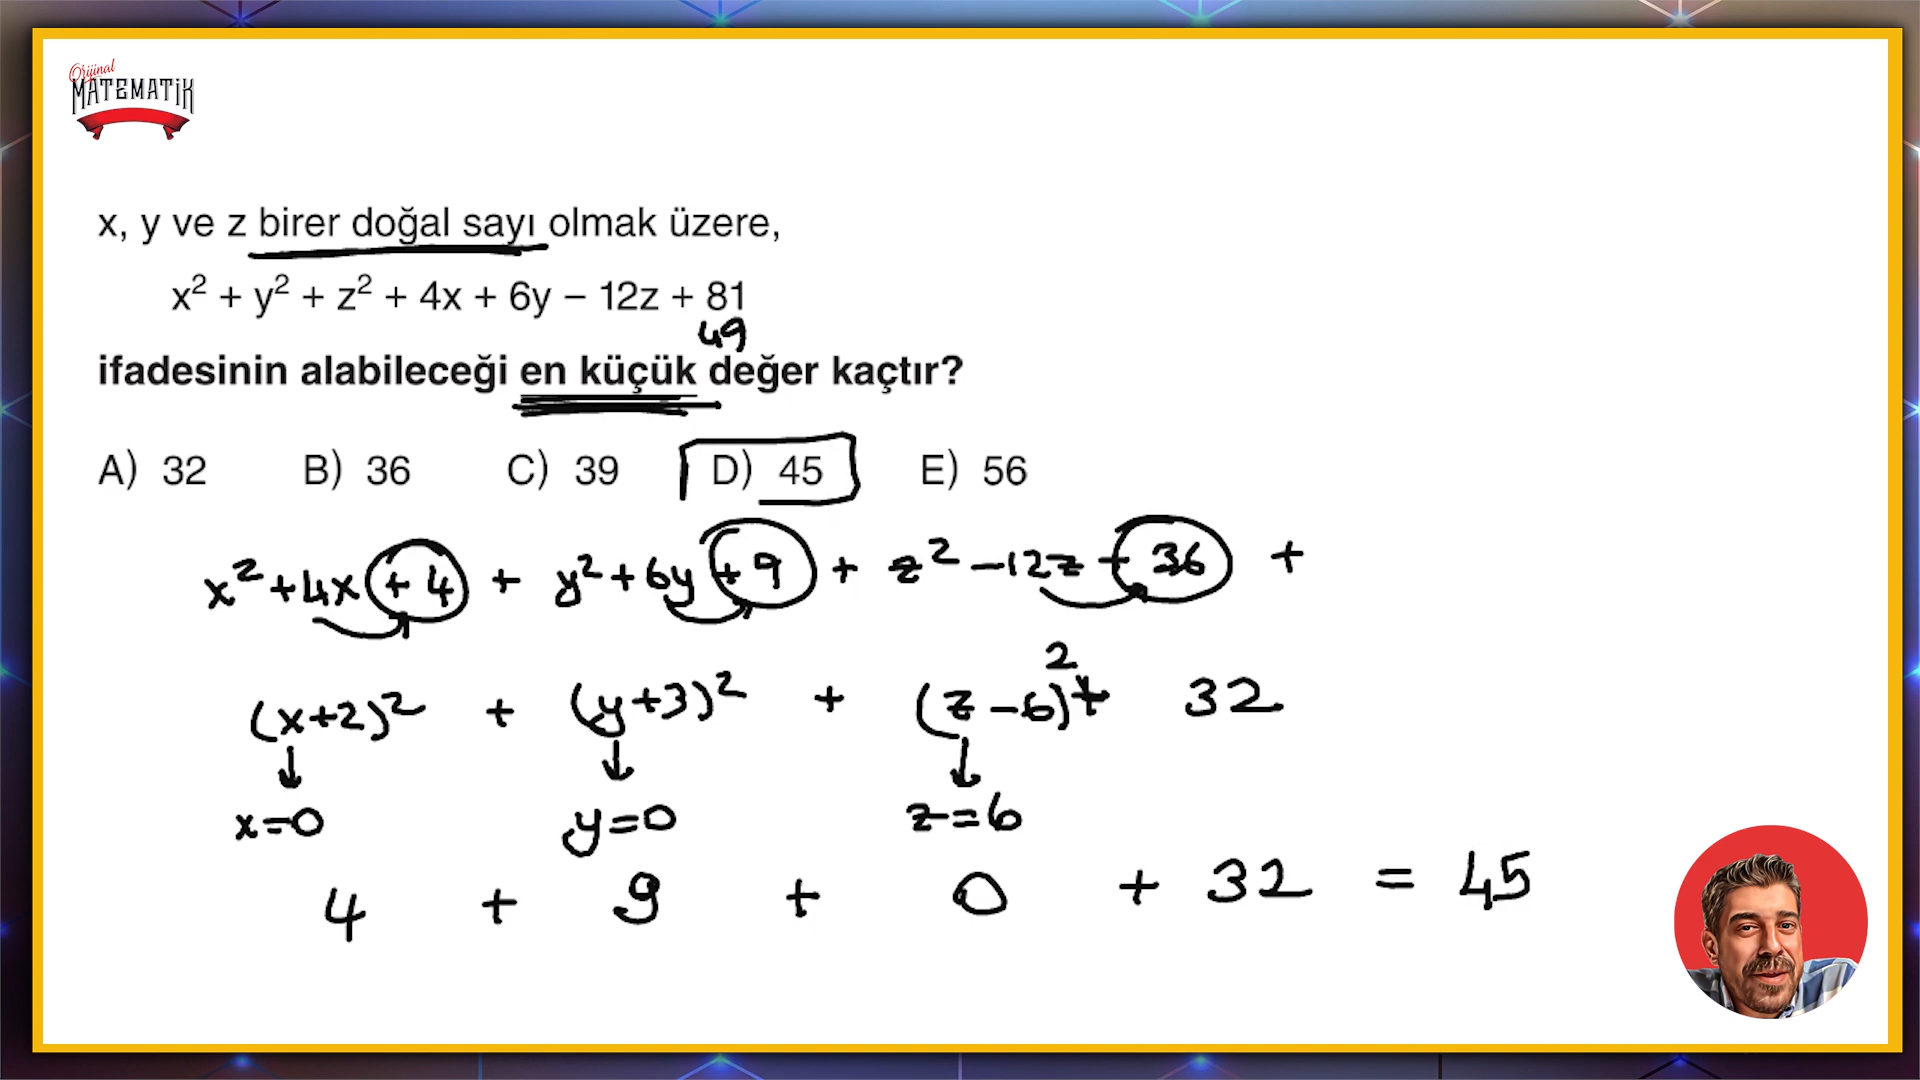 Orijinal
MATEMATİK
x, y ve z birer doğal sayı olmak üzere,
x² + y² + z² + 4x + 6y – 12z + 81
49
ifadesinin alabileceği en küçük değer kaçtır?
A) 32 B) 36 C) 39 D) 45 E) 56
x² + 4x + 4 + y² + 6y + 9 + z² – 12z + 36 +
(x+2)² + (y+3)² + (z–6)² + 32
x=0 y=0 z=6
4 + 9 + 0 + 32 = 45